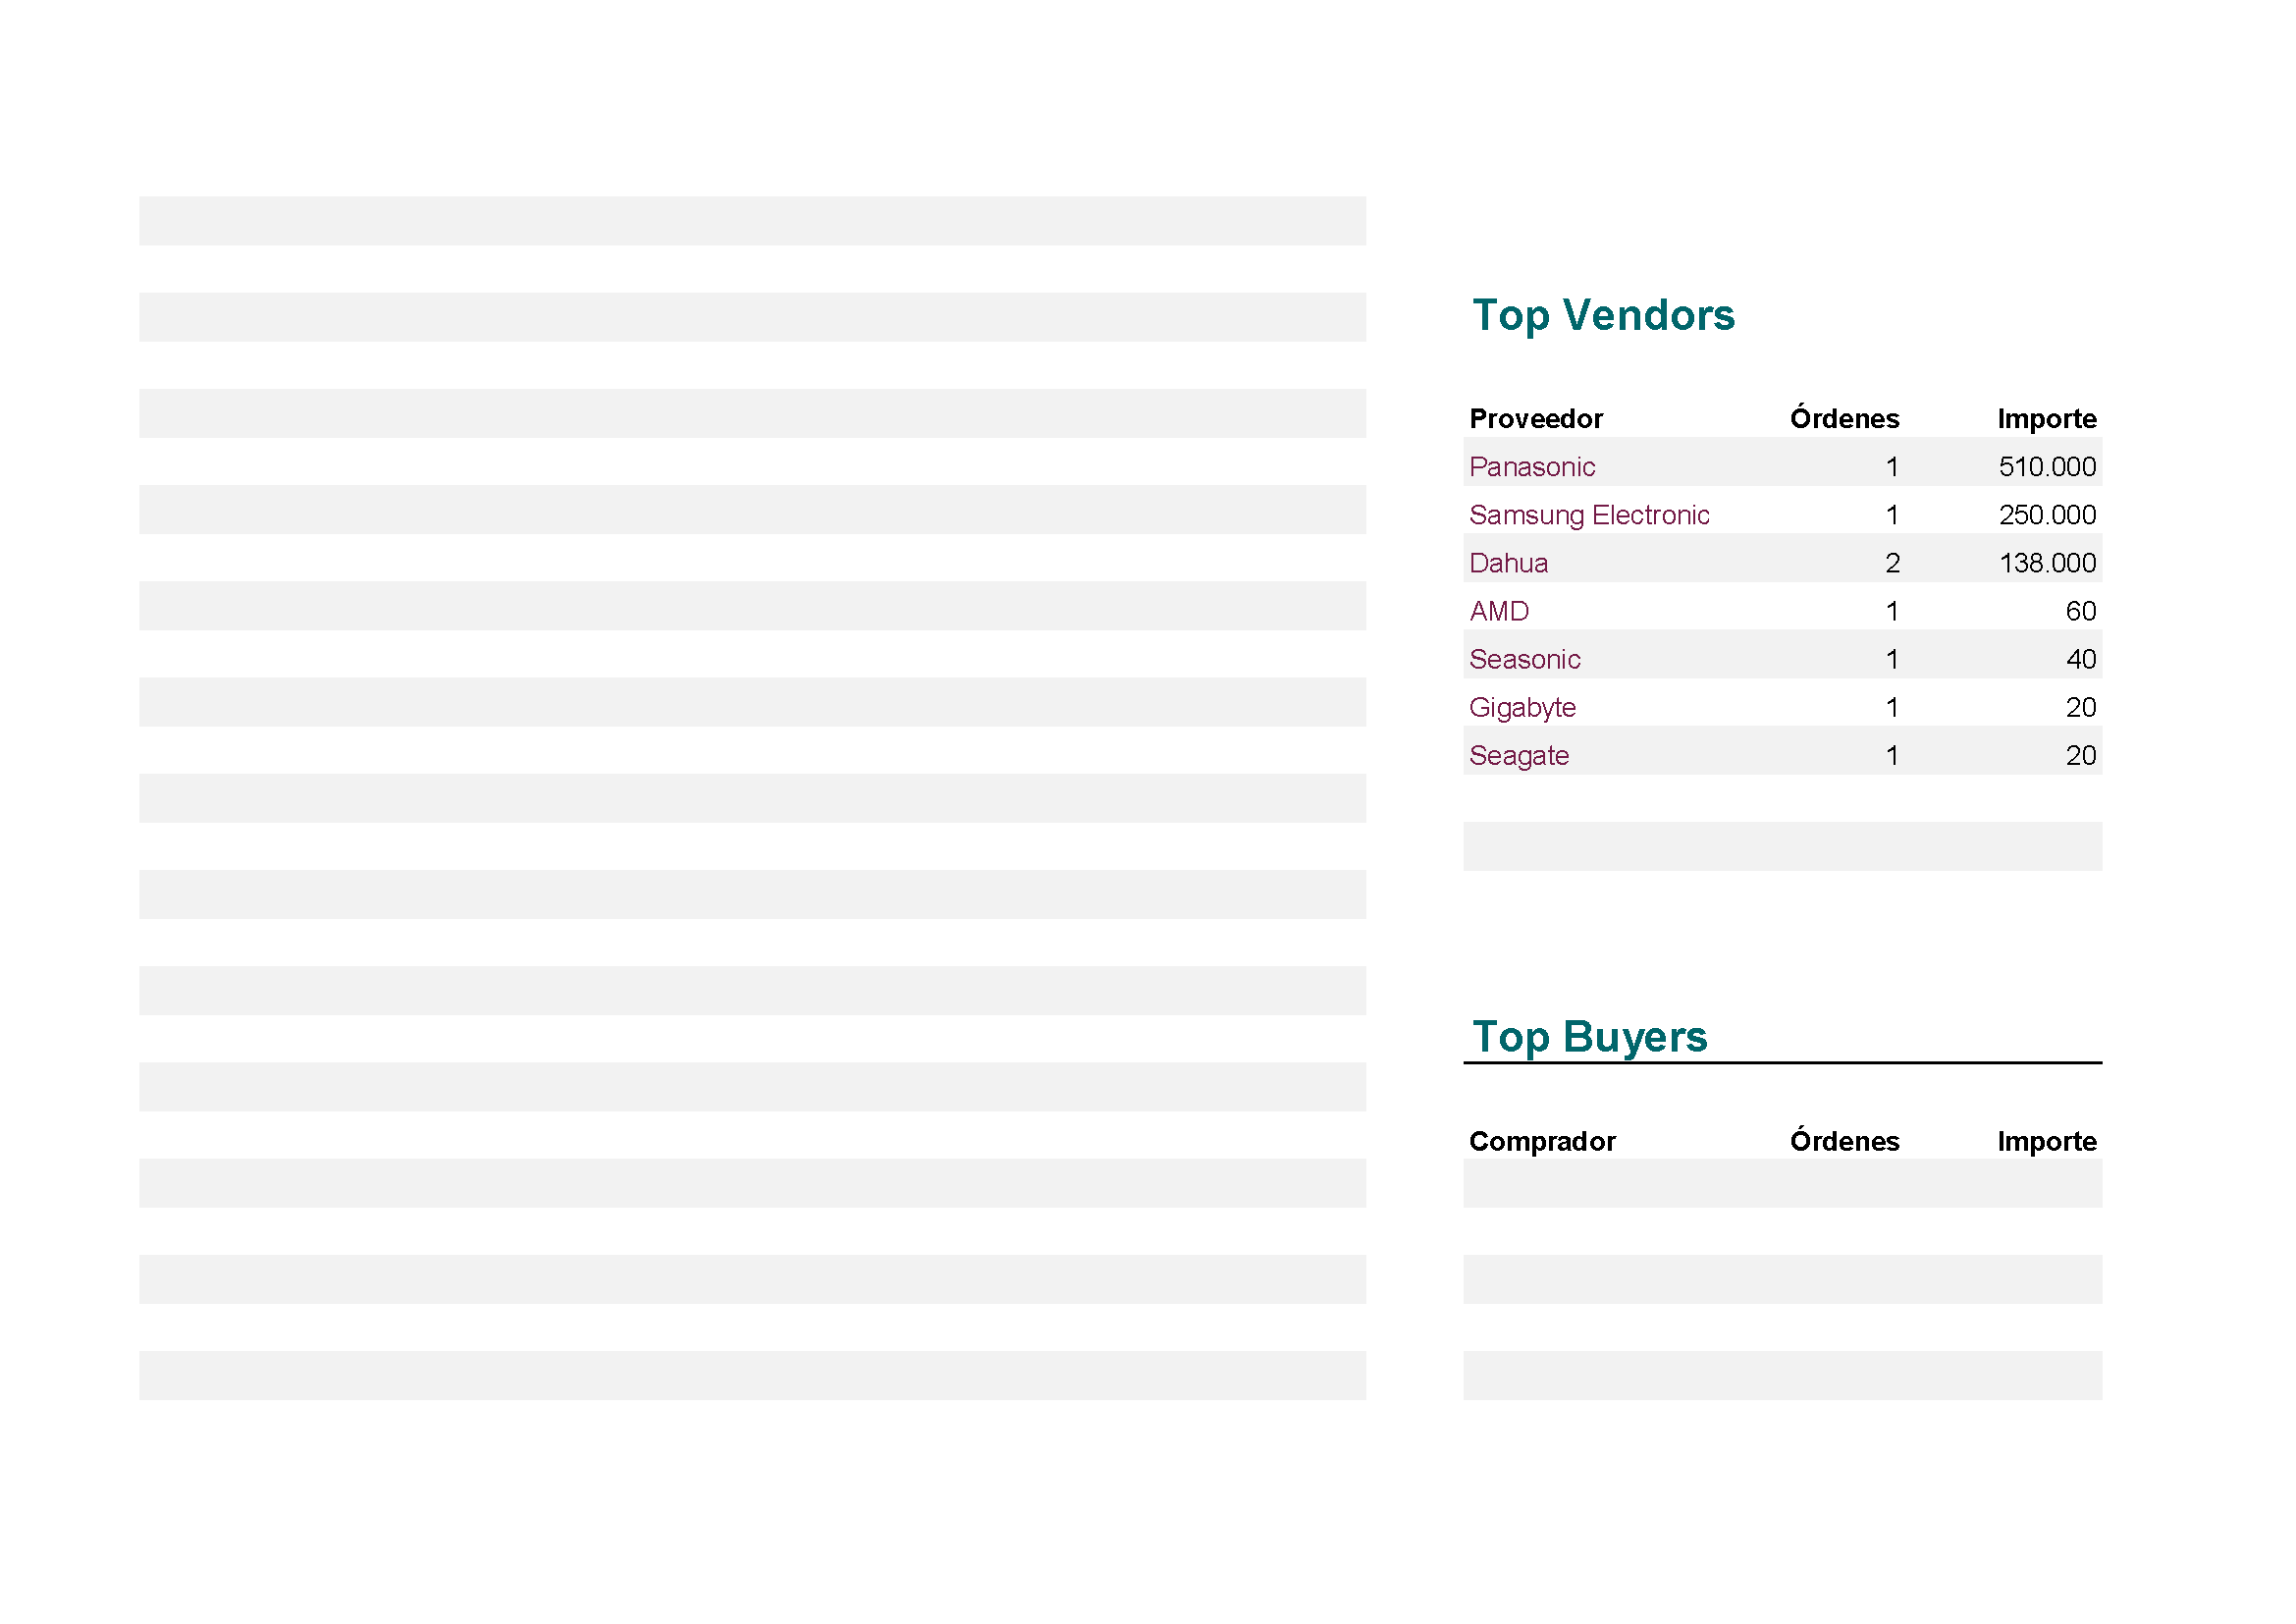 Top Vendors
Proveedor Órdenes Importe
Panasonic 1 510.000
Samsung Electronic 1 250.000
Dahua 2 138.000
AMD 1 60
Seasonic 1 40
Gigabyte 1 20
Seagate 1 20
Top Buyers
Comprador Órdenes Importe